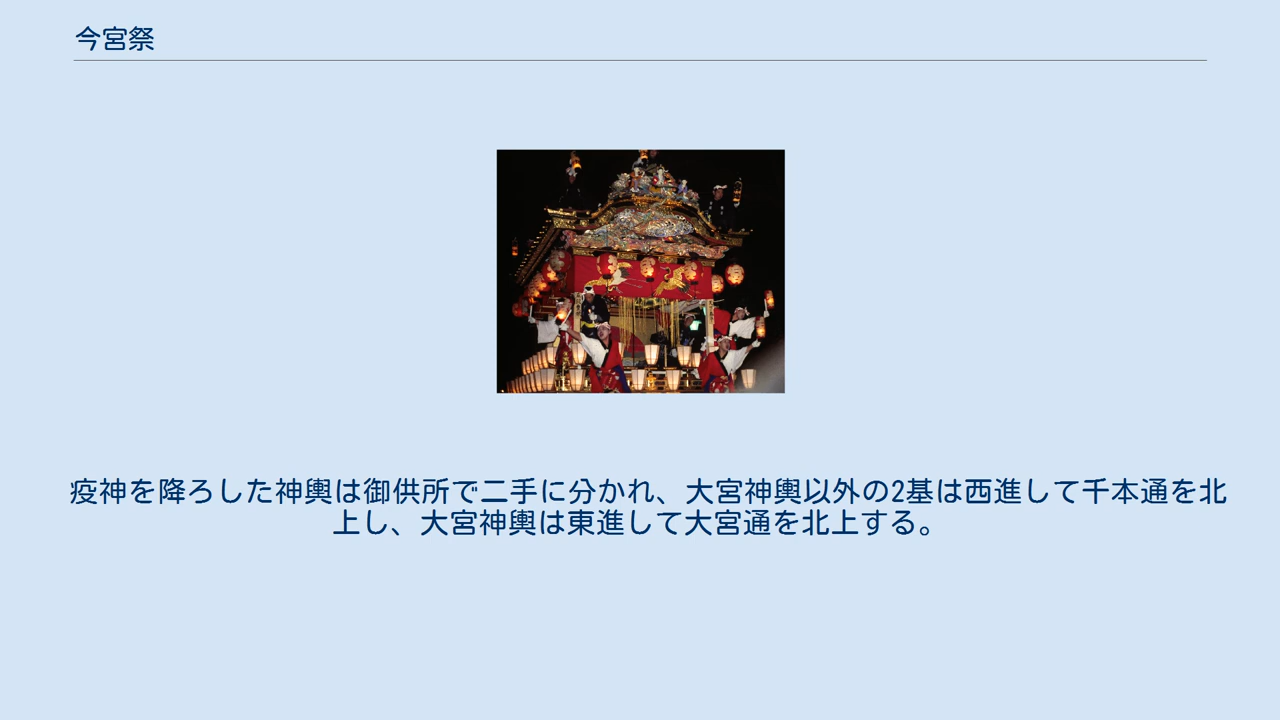 今宮祭
疫神を降ろした神輿は御供所で二手に分かれ、大宮神輿以外の2基は西進して千本通を北
上し、大宮神輿は東進して大宮通を北上する。